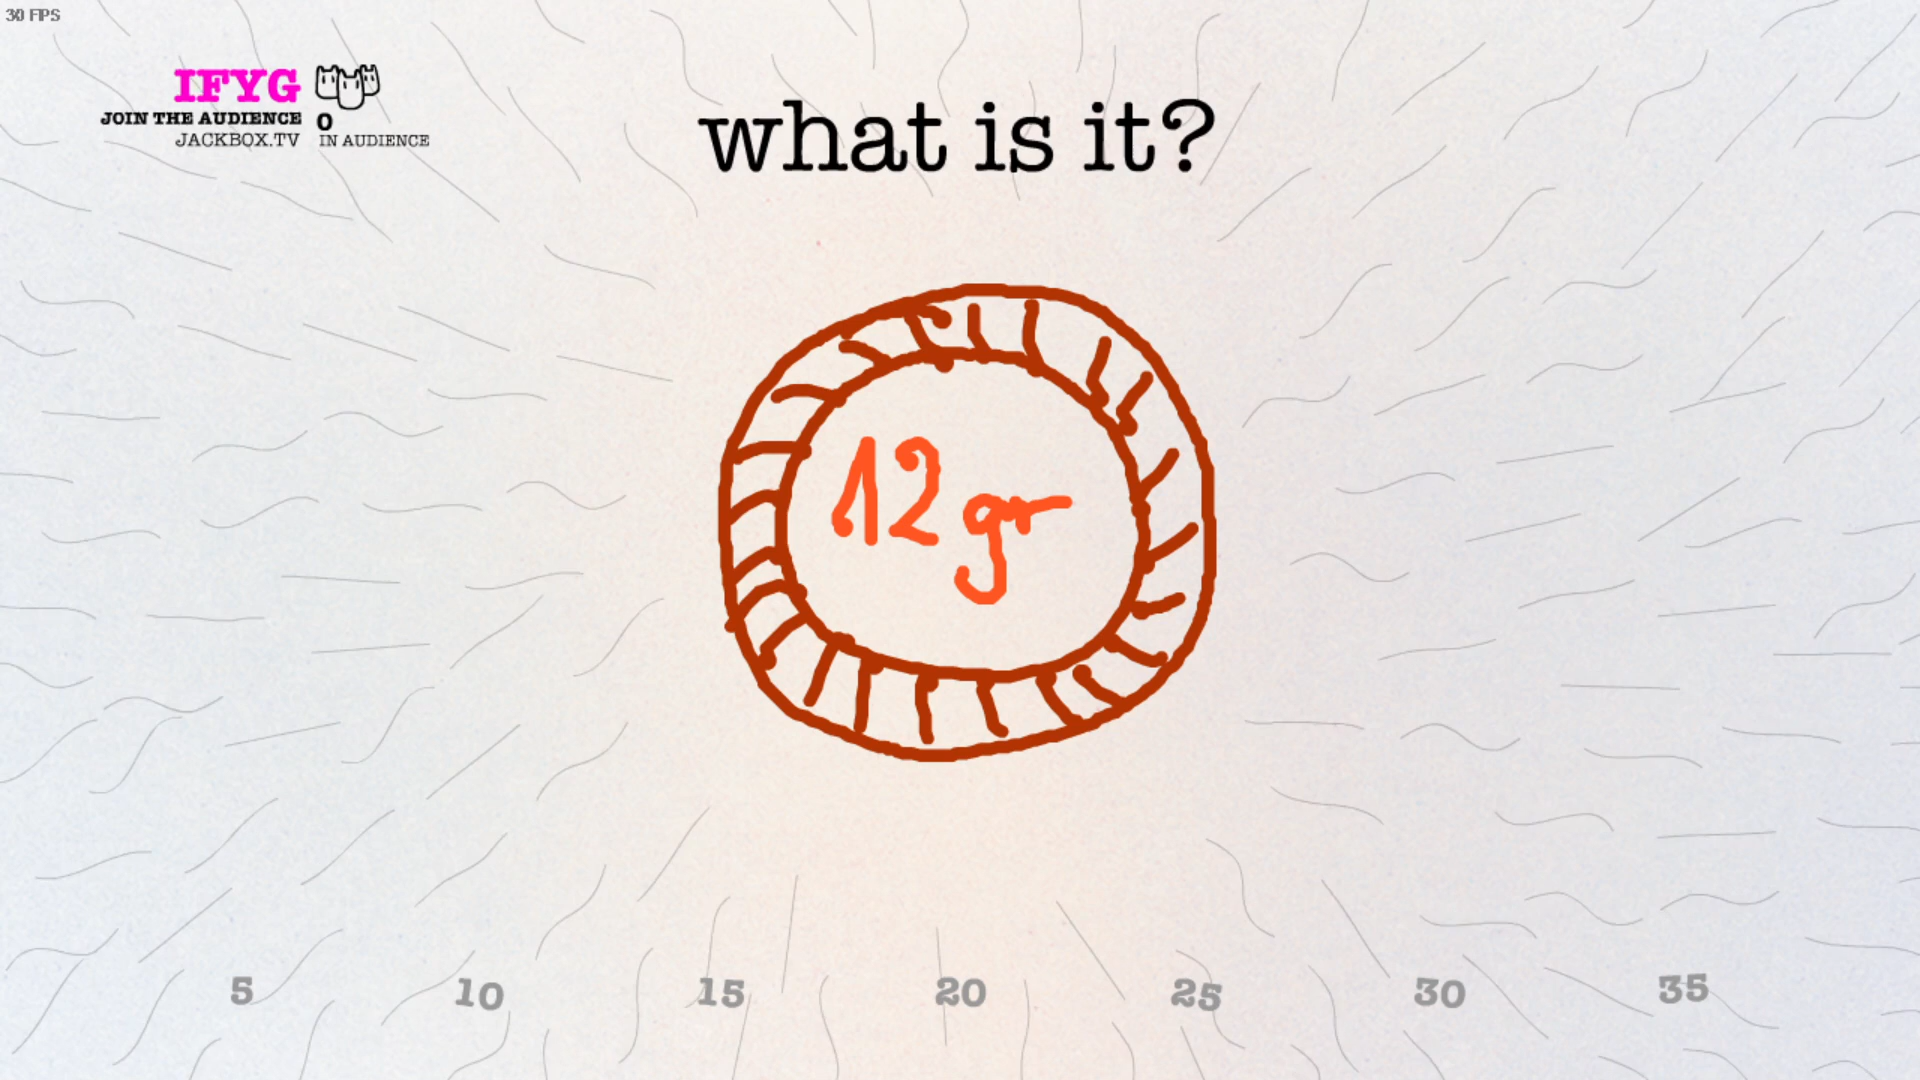 30 FPS
IFYG
JOIN THE AUDIENCE
JACKBOX.TV
0
IN AUDIENCE
what is it?
12 gr
5 10 15 20 25 30 35